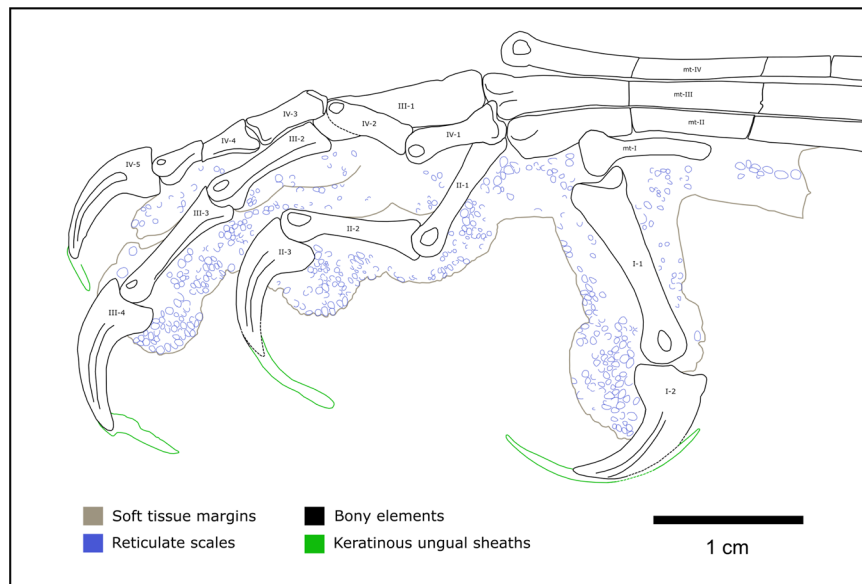 mt-IV
III-1
mt-III
IV-3
IV-2
mt-II
IV-4
III-2
IV-1
mt-I
IV-5
II-1
III-3
II-2
II-3
I-1
III-4
I-2
Soft tissue margins
Bony elements
Reticulate scales
Keratinous ungual sheaths
1 cm